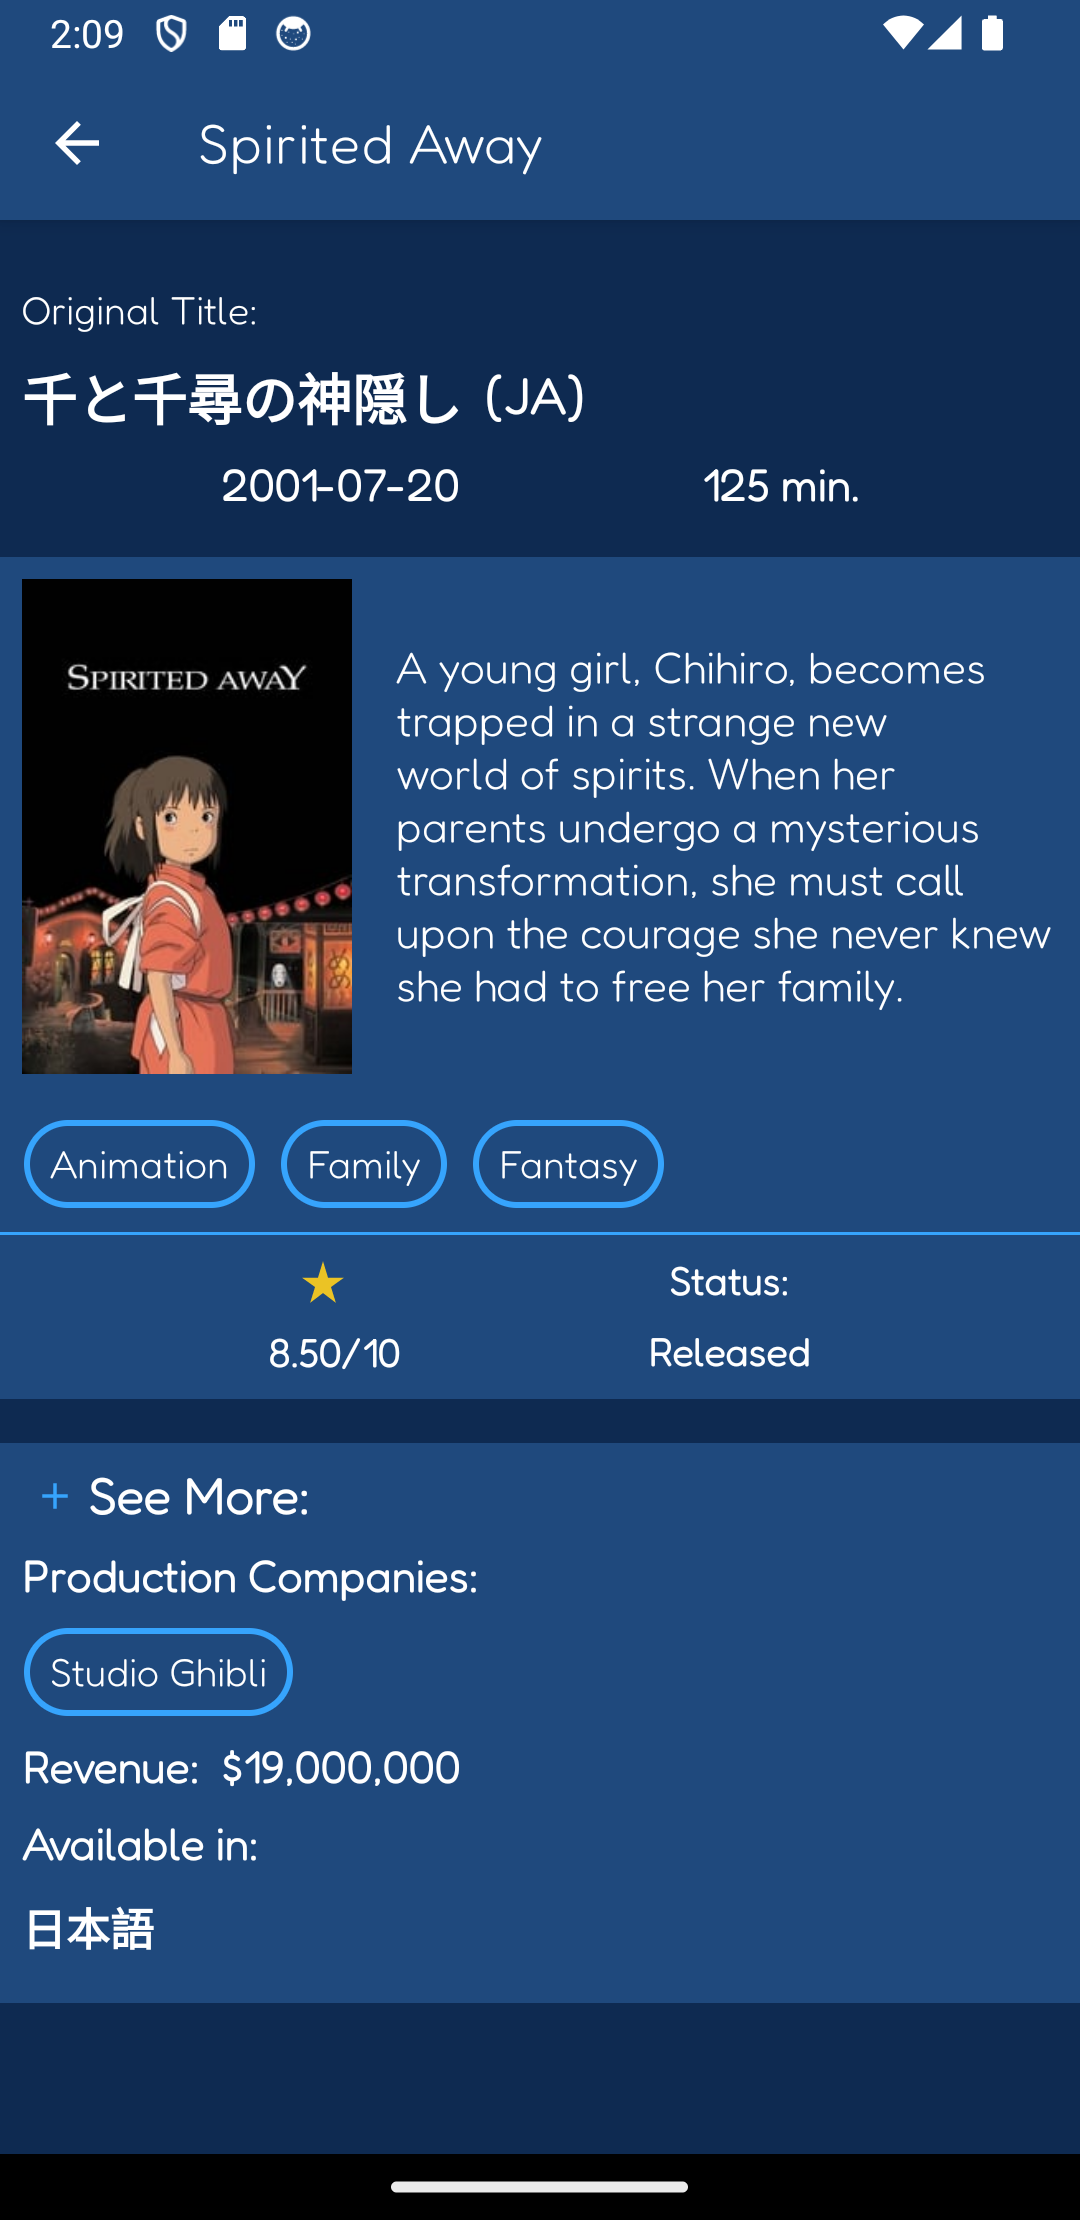 2:09
Spirited Away
Original Title:
千と千尋の神隠し (JA)
2001-07-20 125 min.
SPIRITED AWAY
A young girl, Chihiro, becomes
trapped in a strange new
world of spirits. When her
parents undergo a mysterious
transformation, she must call
upon the courage she never knew
she had to free her family.
Animation Family Fantasy
★ Status:
8.50/10 Released
+ See More:
Production Companies:
Studio Ghibli
Revenue: $19,000,000
Available in:
日本語